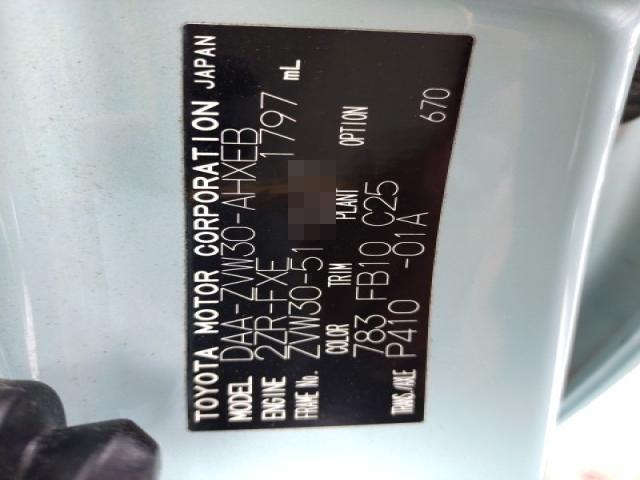 TOYOTA MOTOR CORPORATION JAPAN
MODEL DAA-ZVW30-AHXEB
ENGINE 2ZR-FXE 1797 mL
FRAME No. ZVW30-51
COLOR TRIM PLANT OPTION
783 FB10 C25
TRANS./AXLE P410 -01A 670